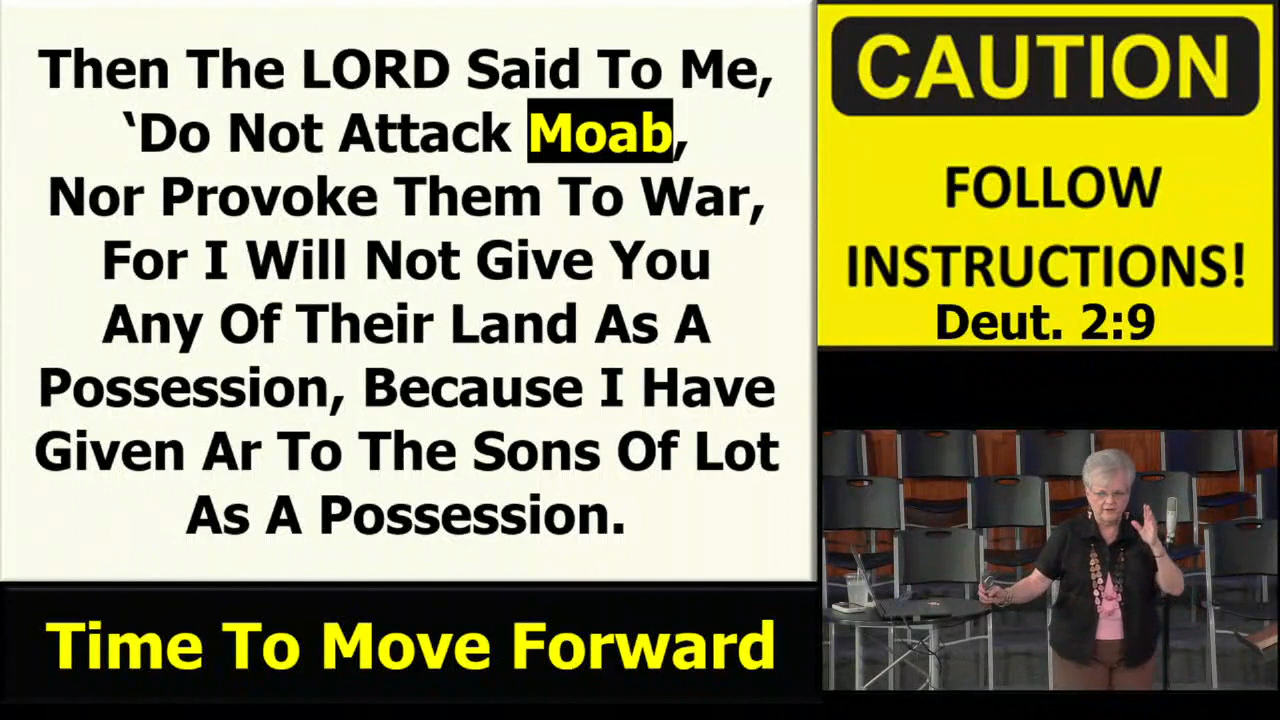 Then The LORD Said To Me,
‘Do Not Attack Moab,
Nor Provoke Them To War,
For I Will Not Give You
Any Of Their Land As A
Possession, Because I Have
Given Ar To The Sons Of Lot
As A Possession.
Time To Move Forward
CAUTION
FOLLOW
INSTRUCTIONS!
Deut. 2:9